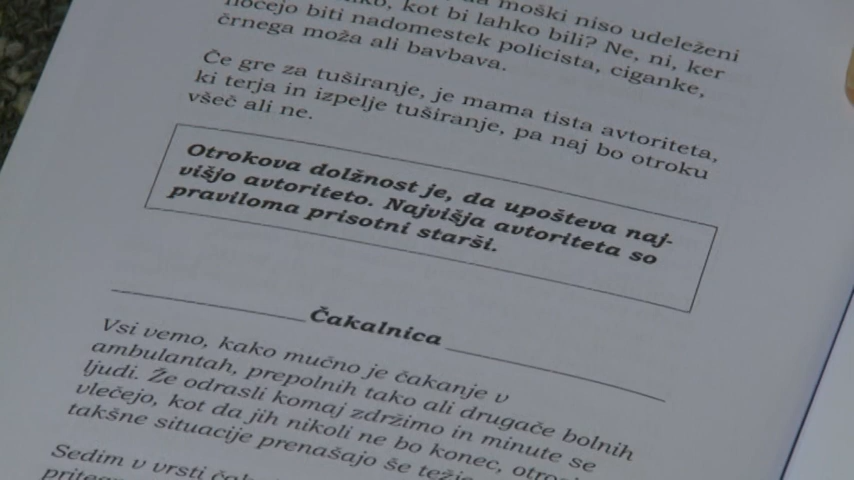 moški niso udeleženi
kot bi lahko bili? Ne, ni, ker
nočejo biti nadomestek policista, ciganke,
črnega moža ali bavbava.
Če gre za tuširanje, je mama tista avtoriteta,
ki terja in izpelje tuširanje, pa naj bo otroku
všeč ali ne.
Otrokova dolžnost je, da upošteva naj-
višjo avtoriteto. Najvišja avtoriteta so
praviloma prisotni starši.
Čakalnica
Vsi vemo, kako mučno je čakanje v
ambulantah, prepolnih tako ali drugače bolnih
ljudi. Že odrasli komaj zdržimo in minute se
vlečejo, kot da jih nikoli ne bo konec,
takšne situacije prenašajo še
Sedim v vrsti